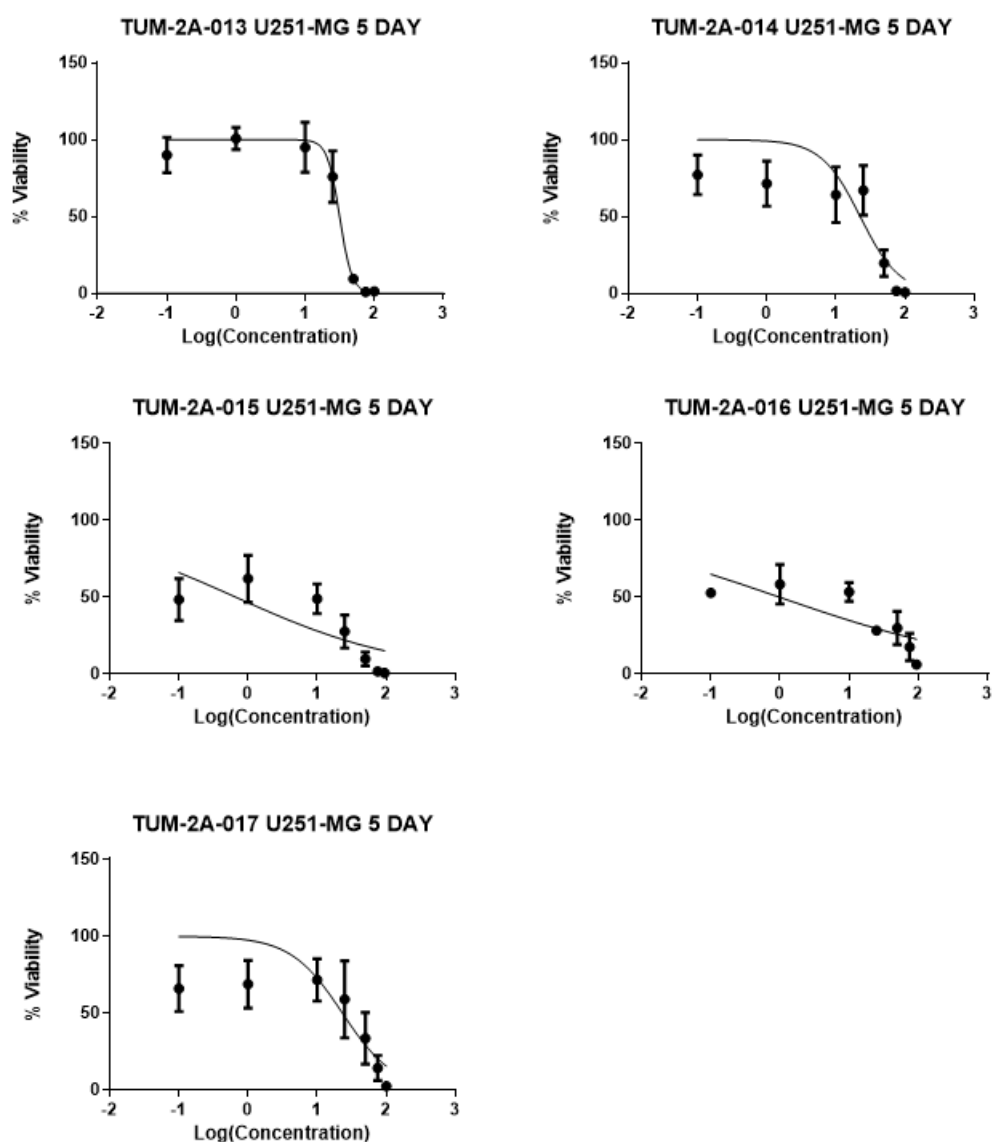 TUM-2A-013 U251-MG 5 DAY
150
100
50
0
-2 -1 0 1 2 3
% Viability
Log(Concentration)
TUM-2A-014 U251-MG 5 DAY
150
100
50
0
-2 -1 0 1 2 3
% Viability
Log(Concentration)
TUM-2A-015 U251-MG 5 DAY
150
100
50
0
-2 -1 0 1 2 3
% Viability
Log(Concentration)
TUM-2A-016 U251-MG 5 DAY
150
100
50
0
-2 -1 0 1 2 3
% Viability
Log(Concentration)
TUM-2A-017 U251-MG 5 DAY
150
100
50
0
-2 -1 0 1 2 3
% Viability
Log(Concentration)